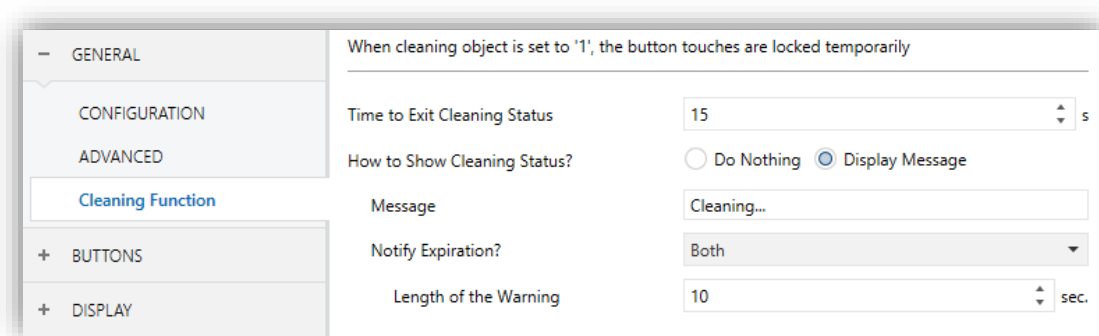 GENERAL
CONFIGURATION
ADVANCED
Cleaning Function
BUTTONS
DISPLAY
When cleaning object is set to '1', the button touches are locked temporarily
Time to Exit Cleaning Status 15 s
How to Show Cleaning Status? Do Nothing Display Message
Message Cleaning...
Notify Expiration? Both
Length of the Warning 10 sec.